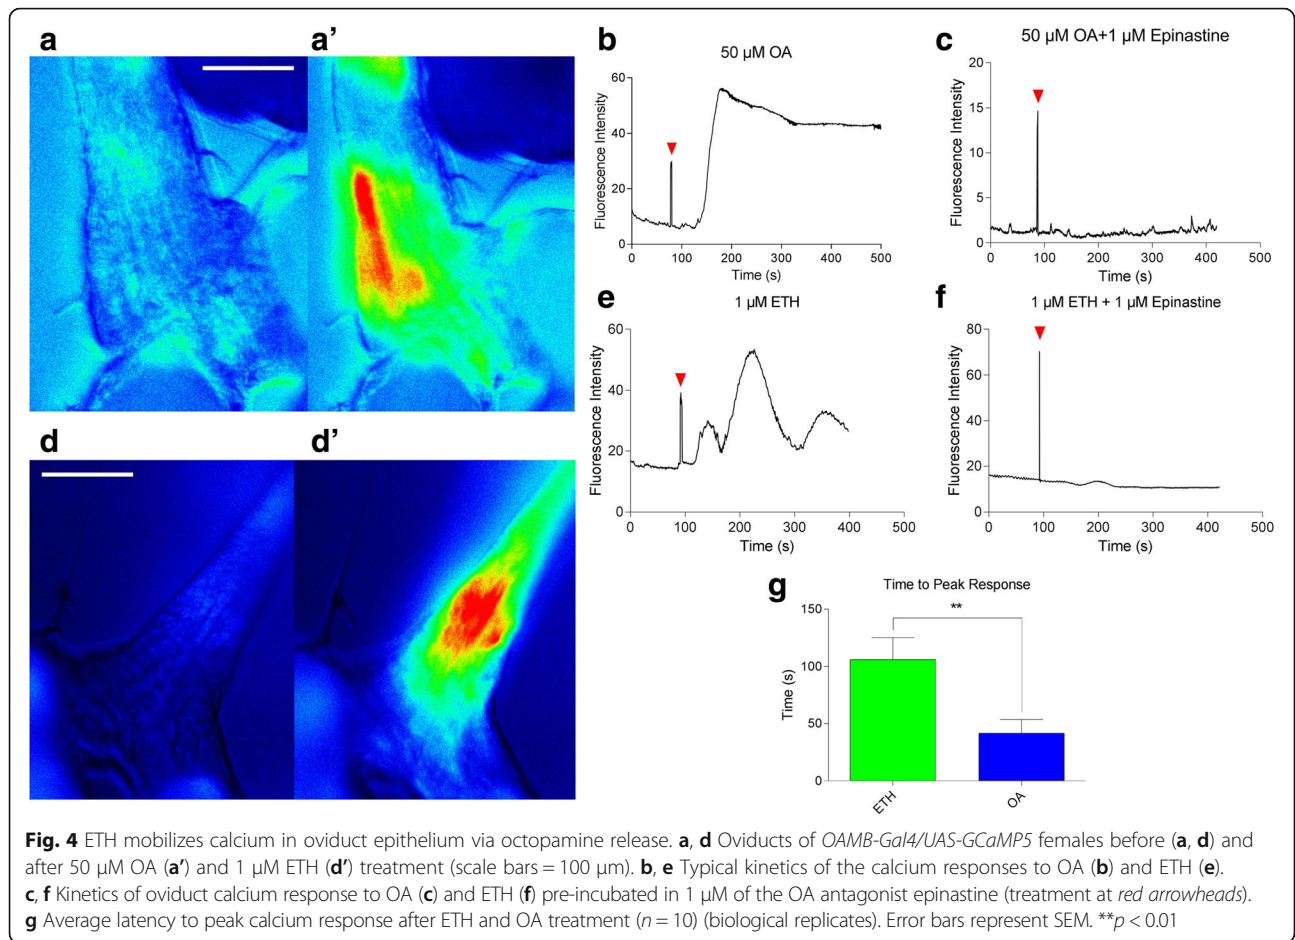 a
a’
b
50 µM OA
Fluorescence Intensity
60
40
20
0
0 100 200 300 400 500
Time (s)
c
50 µM OA+1 µM Epinastine
Fluorescence Intensity
20
15
10
5
0
0 100 200 300 400 500
Time (s)
d
d’
e
1 µM ETH
Fluorescence Intensity
60
40
20
0
0 100 200 300 400 500
Time (s)
f
1 µM ETH + 1 µM Epinastine
Fluorescence Intensity
80
60
40
20
0
0 100 200 300 400 500
Time (s)
g
Time to Peak Response
**
Time (s)
150
100
50
0
ETH
OA
Fig. 4 ETH mobilizes calcium in oviduct epithelium via octopamine release. a, d Oviducts of OAMB-Gal4/UAS-GCaMP5 females before (a, d) and
after 50 µM OA (a’) and 1 µM ETH (d’) treatment (scale bars = 100 µm). b, e Typical kinetics of the calcium responses to OA (b) and ETH (e).
c, f Kinetics of oviduct calcium response to OA (c) and ETH (f) pre-incubated in 1 µM of the OA antagonist epinastine (treatment at red arrowheads).
g Average latency to peak calcium response after ETH and OA treatment (n = 10) (biological replicates). Error bars represent SEM. **p < 0.01